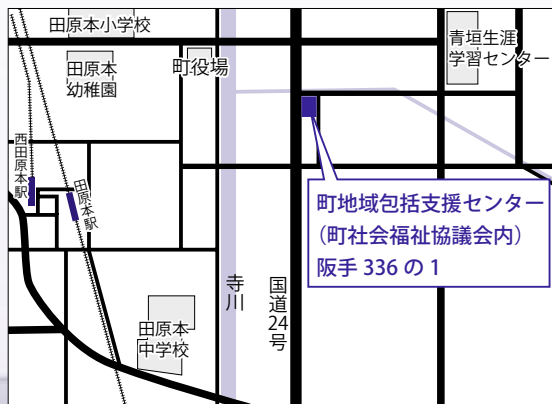 田原本小学校
田原本
幼稚園
町役場
青垣生涯
学習センター
西田原本駅
田原本駅
町地域包括支援センター
（町社会福祉協議会内）
阪手 336 の 1
寺川
国道24号
田原本
中学校